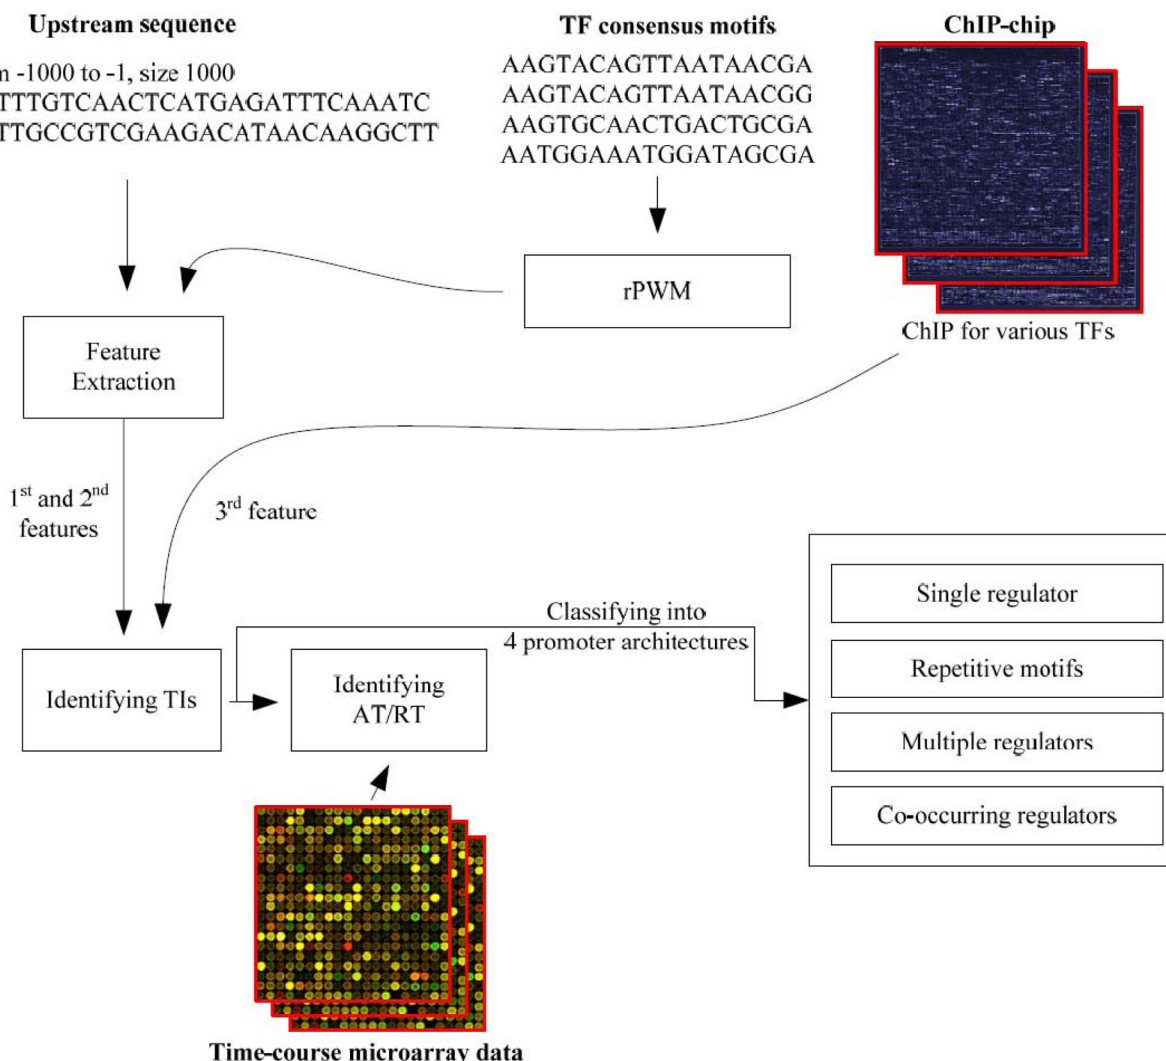 Upstream sequence
TF consensus motifs
ChIP-chip
-1000 to -1, size 1000
TTTGTCAACTCATGAGATTTCAAATC
TTGCCGTCGAAGACATAACAAGGCTT
AAGTACAGTTAATAACGA
AAGTACAGTTAATAACGG
AAGTGCAACTGACTGCGA
AATGGAAATGGATAGCGA
rPWM
ChIP for various TFs
Feature
Extraction
1st and 2nd
features
3rd feature
Classifying into
4 promoter architectures
Identifying TIs
Identifying
AT/RT
Single regulator
Repetitive motifs
Multiple regulators
Co-occurring regulators
Time-course microarray data